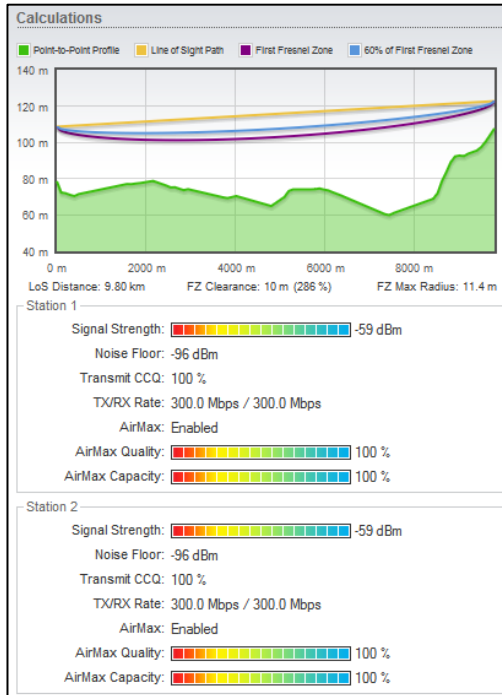 Calculations
Point-to-Point Profile Line of Sight Path First Fresnel Zone 60% of First Fresnel Zone
140 m
120 m
100 m
80 m
60 m
40 m
0 m 2000 m 4000 m 6000 m 8000 m
LoS Distance: 9.80 km FZ Clearance: 10 m (286 %) FZ Max Radius: 11.4 m
Station 1
Signal Strength: -59 dBm
Noise Floor: -96 dBm
Transmit CCQ: 100 %
TX/RX Rate: 300.0 Mbps / 300.0 Mbps
AirMax: Enabled
AirMax Quality: 100 %
AirMax Capacity: 100 %
Station 2
Signal Strength: -59 dBm
Noise Floor: -96 dBm
Transmit CCQ: 100 %
TX/RX Rate: 300.0 Mbps / 300.0 Mbps
AirMax: Enabled
AirMax Quality: 100 %
AirMax Capacity: 100 %